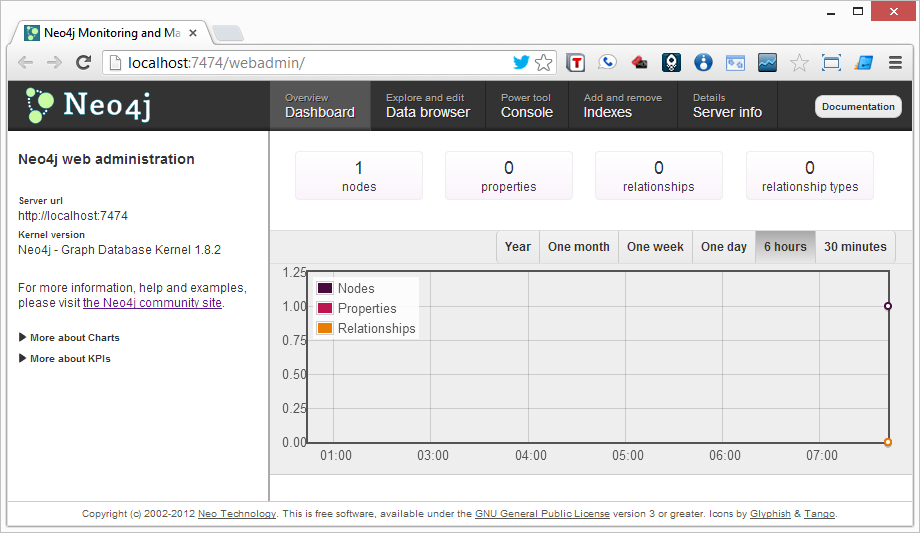 Neo4j Monitoring and Ma
localhost:7474/webadmin/
Neo4j
Overview
Dashboard
Explore and edit
Data browser
Power tool
Console
Add and remove
Indexes
Details
Server info
Documentation
Neo4j web administration
Server url
http://localhost:7474
Kernel version
Neo4j - Graph Database Kernel 1.8.2
For more information, help and examples,
please visit the Neo4j community site.
More about Charts
More about KPIs
1
nodes
0
properties
0
relationships
0
relationship types
Year
One month
One week
One day
6 hours
30 minutes
1.25
1.00
0.75
0.50
0.25
0.00
Nodes
Properties
Relationships
01:00
03:00
04:00
05:00
06:00
07:00
Copyright (c) 2002-2012 Neo Technology. This is free software, available under the GNU General Public License version 3 or greater. Icons by Glyphish & Tango.